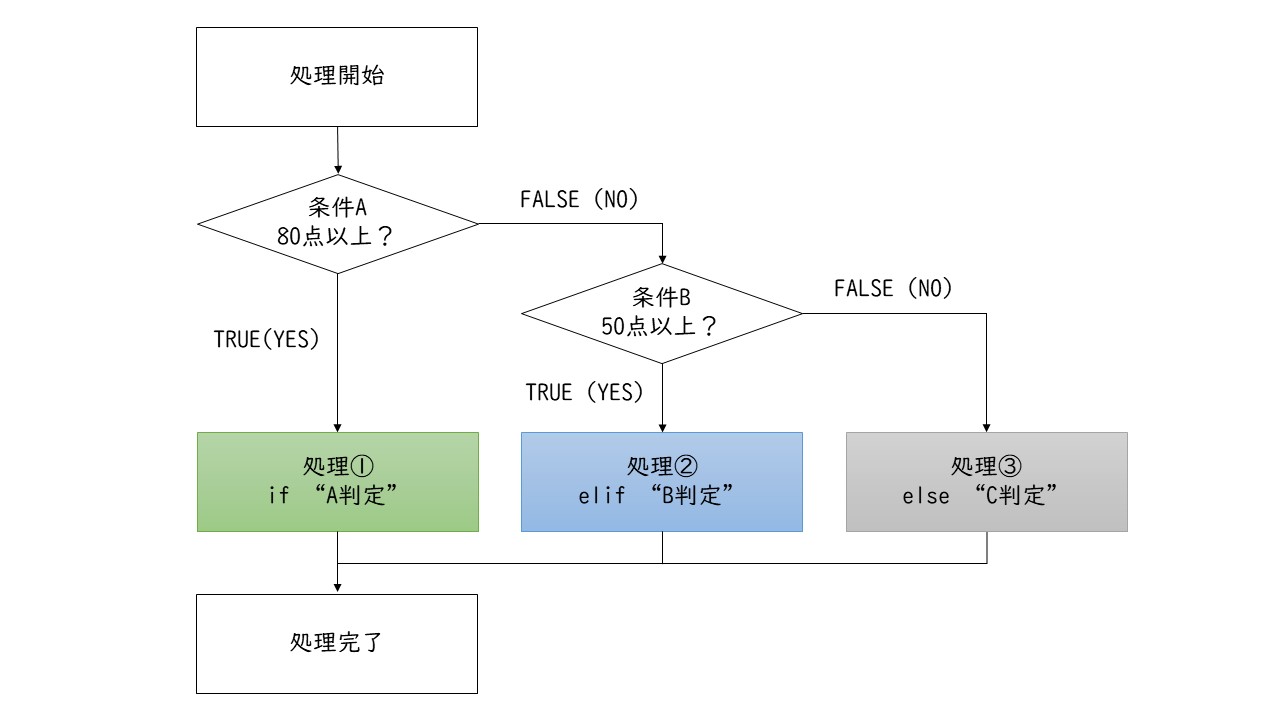 処理開始
条件A
80点以上？
FALSE (NO)
TRUE(YES)
条件B
50点以上？
FALSE (NO)
TRUE (YES)
処理①
if “A判定”
処理②
elif “B判定”
処理③
else “C判定”
処理完了